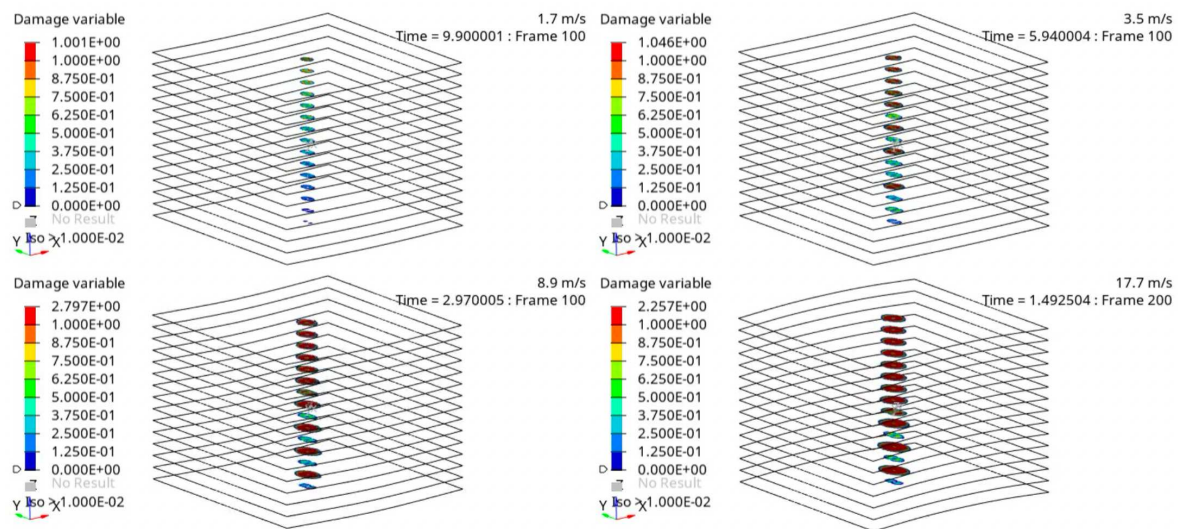 Damage variable
1.7 m/s
Time = 9.900001 : Frame 100
1.001E+00
1.000E+00
8.750E-01
7.500E-01
6.250E-01
5.000E-01
3.750E-01
2.500E-01
1.250E-01
0.000E+00
No Result
Z
Y
X
Iso > 1.000E-02
Damage variable
3.5 m/s
Time = 5.940004 : Frame 100
1.046E+00
1.000E+00
8.750E-01
7.500E-01
6.250E-01
5.000E-01
3.750E-01
2.500E-01
1.250E-01
0.000E+00
No Result
Z
Y
X
Iso > 1.000E-02
Damage variable
8.9 m/s
Time = 2.970005 : Frame 100
2.797E+00
1.000E+00
8.750E-01
7.500E-01
6.250E-01
5.000E-01
3.750E-01
2.500E-01
1.250E-01
0.000E+00
No Result
Z
Y
X
Iso > 1.000E-02
Damage variable
17.7 m/s
Time = 1.492504 : Frame 200
2.257E+00
1.000E+00
8.750E-01
7.500E-01
6.250E-01
5.000E-01
3.750E-01
2.500E-01
1.250E-01
0.000E+00
No Result
Z
Y
X
Iso > 1.000E-02